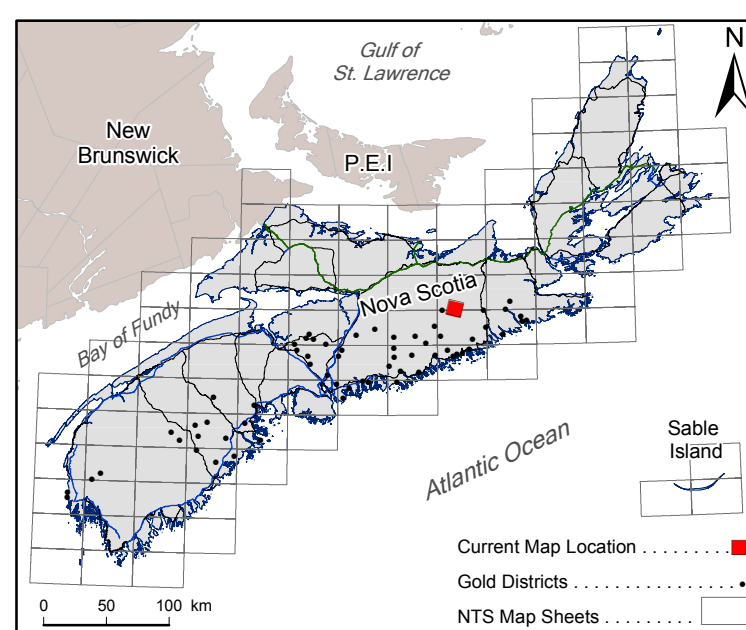 Gulf of
St. Lawrence
N
New
Brunswick
P.E.I
Nova Scotia
Bay of Fundy
Sable
Island
Atlantic Ocean
Current Map Location . . . . . . . . .
Gold Districts . . . . . . . . . . . . . . . .
NTS Map Sheets . . . . . . . . .
0 50 100 km